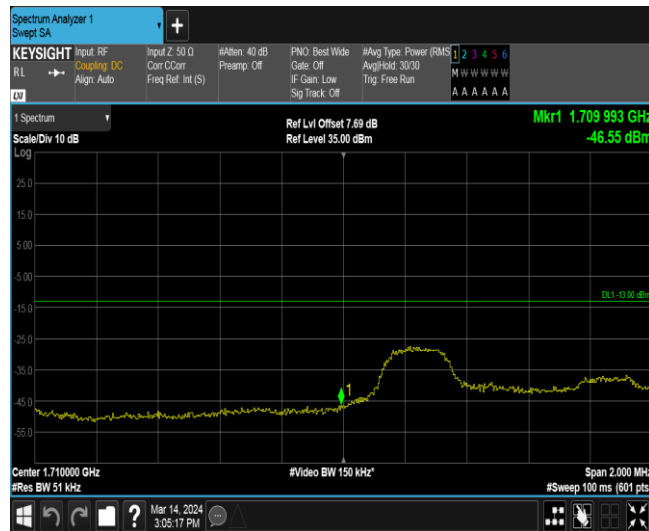 Spectrum Analyzer 1
Swept SA
+
KEYSIGHT
RL
LXI
Input: RF
Coupling: DC
Align: Auto
Input Z: 50 Ω
Corr CCorr
Freq Ref: Int (S)
#Atten: 40 dB
Preamp: Off
PNO: Best Wide
Gate: Off
IF Gain: Low
Sig Track: Off
#Avg Type: Power (RMS
Avg|Hold: 30/30
Trig: Free Run
1 2 3 4 5 6
M W W W W W
A A A A A A
1 Spectrum
Scale/Div 10 dB
Log
Ref Lvl Offset 7.69 dB
Ref Level 35.00 dBm
Mkr1 1.709 993 GHz
-46.55 dBm
25.0
15.0
5.00
-5.00
-15.0
-25.0
-35.0
-45.0
-55.0
DL1 -13.00 dBm
1
Center 1.710000 GHz
#Res BW 51 kHz
#Video BW 150 kHz*
Span 2.000 MHz
#Sweep 100 ms (601 pts
?
Mar 14, 2024
3:05:17 PM